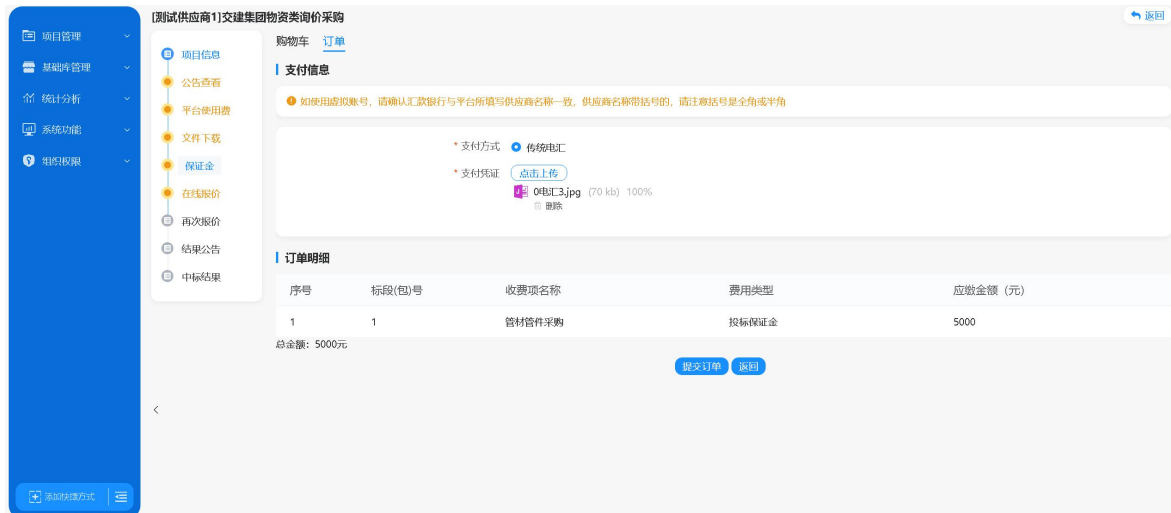 [测试供应商1]交建集团物资类询价采购
返回
项目管理
基础库管理
统计分析
系统功能
组织权限
添加快捷方式
项目信息
公告查看
平台使用费
文件下载
保证金
在线报价
再次报价
结果公告
中标结果
购物车 订单
支付信息
如使用虚拟账号，请确认汇款银行与平台所填写供应商名称一致，供应商名称带括号的，请注意括号是全角或半角
* 支付方式 传统电汇
* 支付凭证 点击上传
0电汇3.jpg (70 kb) 100%
删除
订单明细
序号 标段(包)号 收费项名称 费用类型 应缴金额（元）
1 1 管材管件采购 投标保证金 5000
总金额：5000元
提交订单 返回